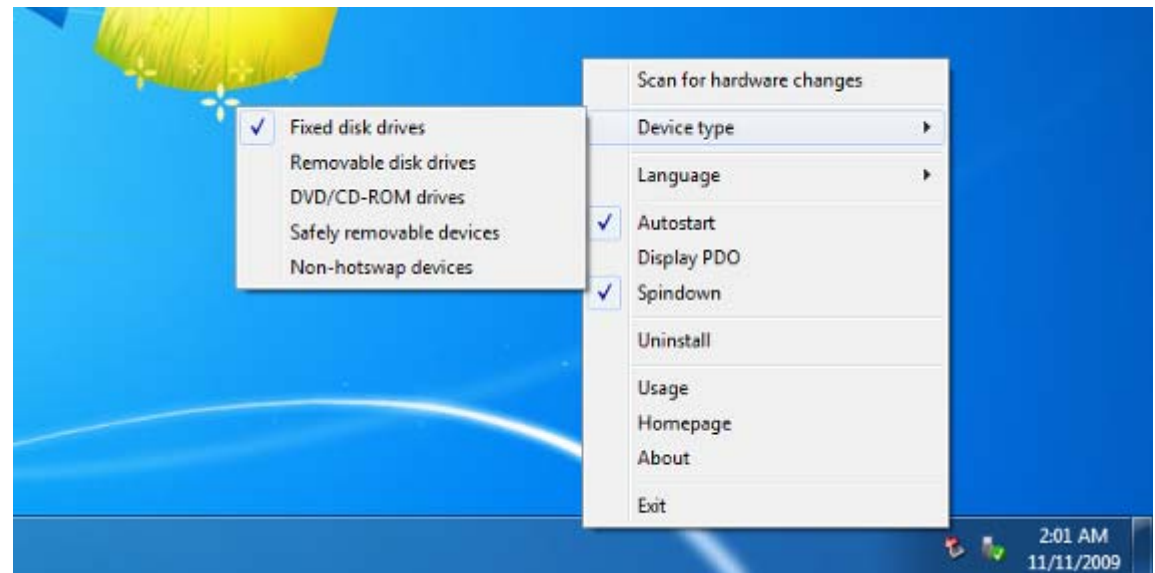 Scan for hardware changes
Device type
Fixed disk drives
Removable disk drives
DVD/CD-ROM drives
Safely removable devices
Non-hotswap devices
Language
Autostart
Display PDO
Spindown
Uninstall
Usage
Homepage
About
Exit
2:01 AM
11/11/2009